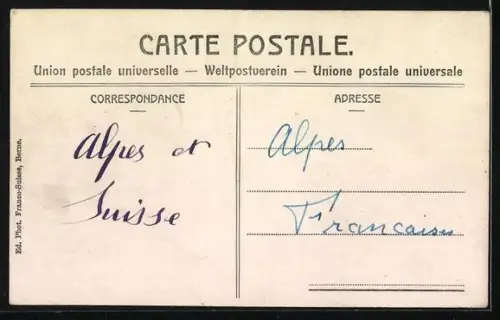 CARTE POSTALE.
Union postale universelle — Weltpostverein — Unione postale universale
CORRESPONDANCE
Alpes et
Suisse
ADRESSE
Alpes
Françaises
Ed. Phot. Franco-Suisse, Berne.